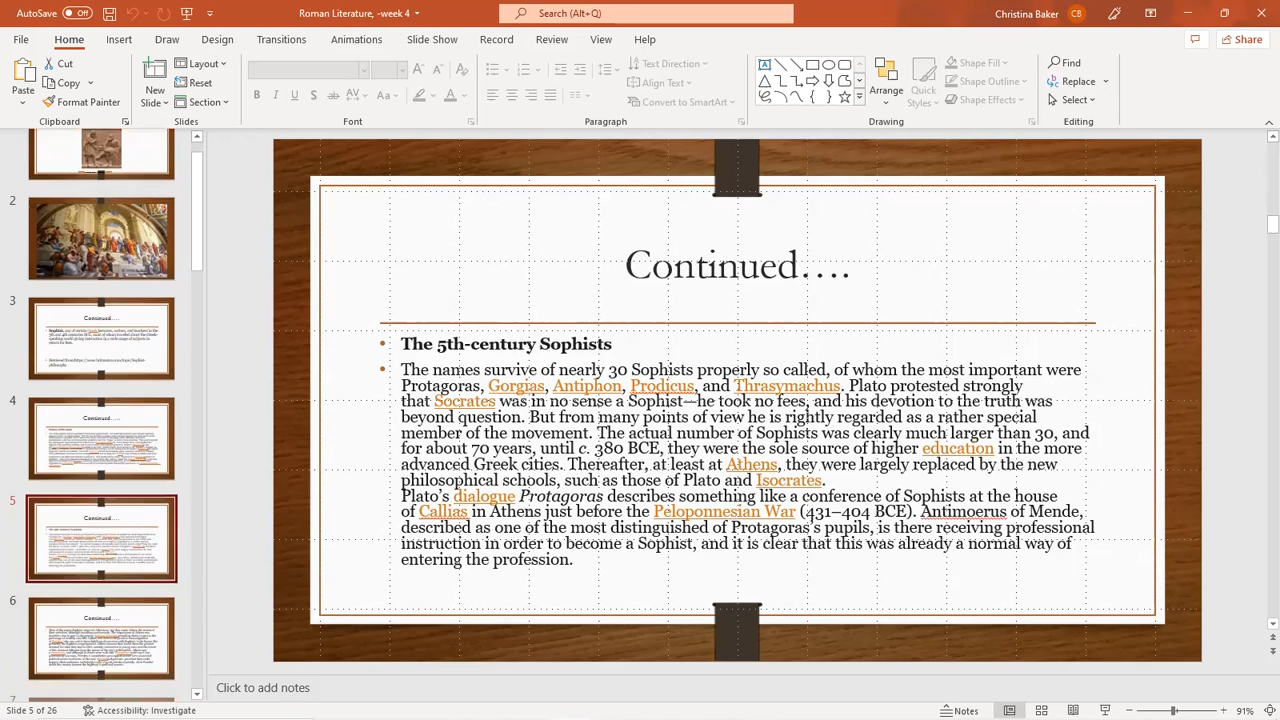 AutoSave Off
Roman Literature, -week 4
Search (Alt+Q)
Christina Baker CB
File Home Insert Draw Design Transitions Animations Slide Show Record Review View Help
Share
Paste
Cut
Copy
Format Painter
Clipboard
New Slide
Layout
Reset
Section
Slides
Font
Text Direction
Align Text
Convert to SmartArt
Paragraph
Arrange
Quick Styles
Shape Fill
Shape Outline
Shape Effects
Drawing
Find
Replace
Select
Editing
2
3
Continued….
4
Continued….
5
Continued….
6
Continued….
7
Continued….
• The 5th-century Sophists
• The names survive of nearly 30 Sophists properly so called, of whom the most important were
Protagoras, Gorgias, Antiphon, Prodicus, and Thrasymachus. Plato protested strongly
that Socrates was in no sense a Sophist—he took no fees, and his devotion to the truth was
beyond question. But from many points of view he is rightly regarded as a rather special
member of the movement. The actual number of Sophists was clearly much larger than 30, and
for about 70 years, until c. 380 BCE, they were the sole source of higher education in the more
advanced Greek cities. Thereafter, at least at Athens, they were largely replaced by the new
philosophical schools, such as those of Plato and Isocrates.
Plato’s dialogue Protagoras describes something like a conference of Sophists at the house
of Callias in Athens just before the Peloponnesian War (431–404 BCE). Antimoerus of Mende,
described as one of the most distinguished of Protagoras’s pupils, is there receiving professional
instruction in order to become a Sophist, and it is clear that this was already a normal way of
entering the profession.
Click to add notes
Slide 5 of 26
Accessibility: Investigate
Notes
91%